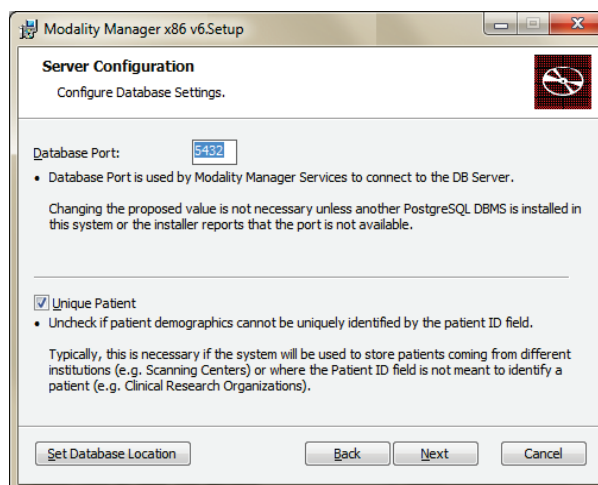 Modality Manager x86 v6.Setup
Server Configuration
Configure Database Settings.
Database Port: 5432
• Database Port is used by Modality Manager Services to connect to the DB Server.
Changing the proposed value is not necessary unless another PostgreSQL DBMS is installed in
this system or the installer reports that the port is not available.
Unique Patient
• Uncheck if patient demographics cannot be uniquely identified by the patient ID field.
Typically, this is necessary if the system will be used to store patients coming from different
institutions (e.g. Scanning Centers) or where the Patient ID field is not meant to identify a
patient (e.g. Clinical Research Organizations).
Set Database Location Back Next Cancel